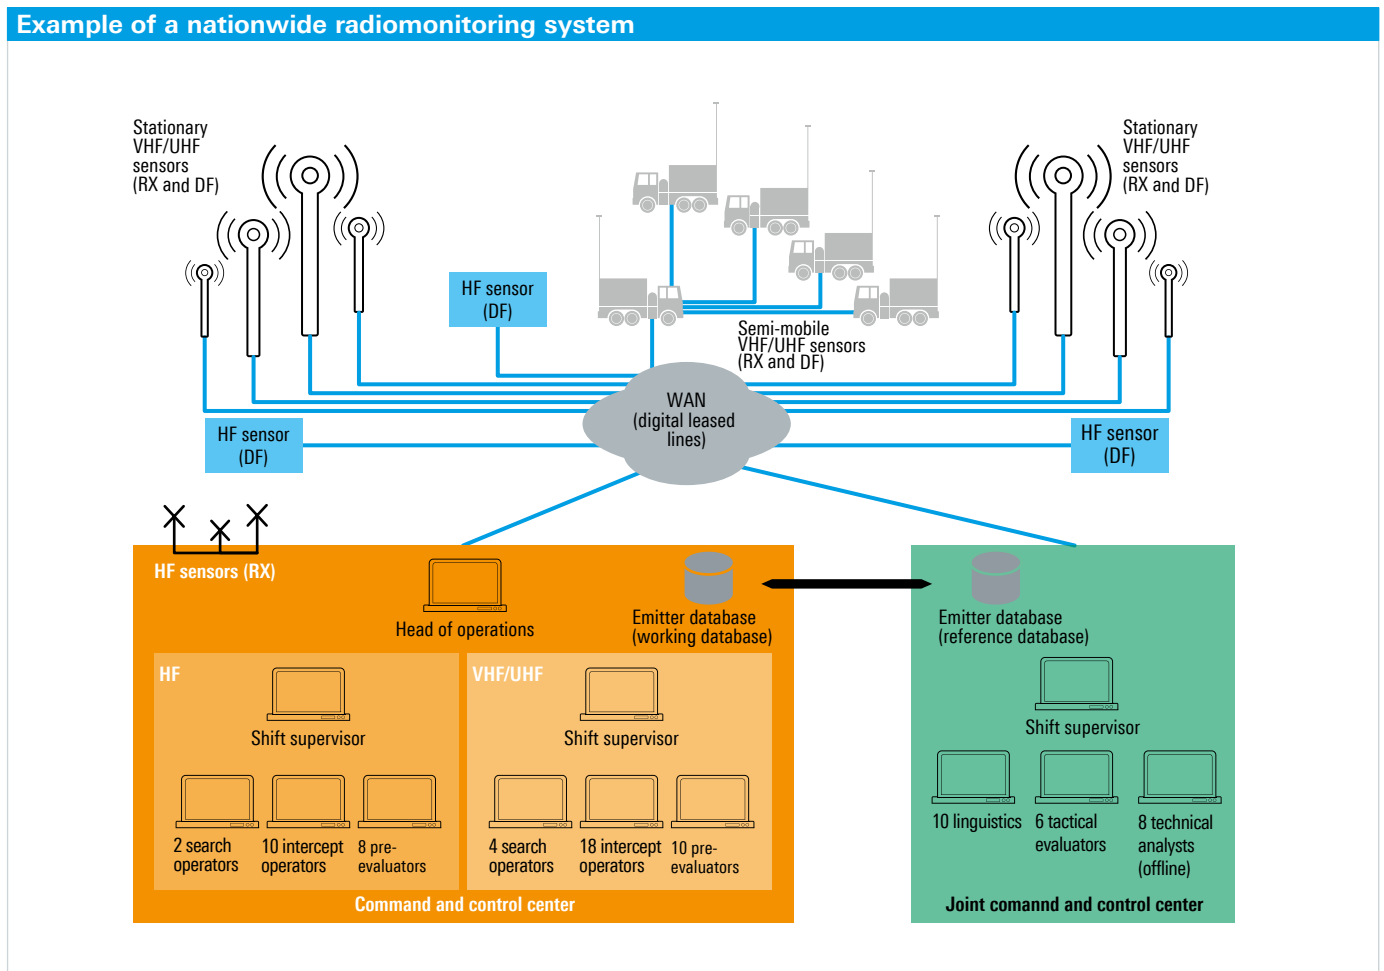 Example of a nationwide radiomonitoring system
Stationary
VHF/UHF
sensors
(RX and DF)
Stationary
VHF/UHF
sensors
(RX and DF)
HF sensor
(DF)
Semi-mobile
VHF/UHF sensors
(RX and DF)
WAN
(digital leased
lines)
HF sensor
(DF)
HF sensor
(DF)
HF sensors (RX)
Head of operations
Emitter database
(working database)
Emitter database
(reference database)
HF
Shift supervisor
2 search
operators
10 intercept
operators
8 pre-
evaluators
VHF/UHF
Shift supervisor
4 search
operators
18 intercept
operators
10 pre-
evaluators
Command and control center
Shift supervisor
10 linguistics
6 tactical
evaluators
8 technical
analysts
(offline)
Joint comannd and control center